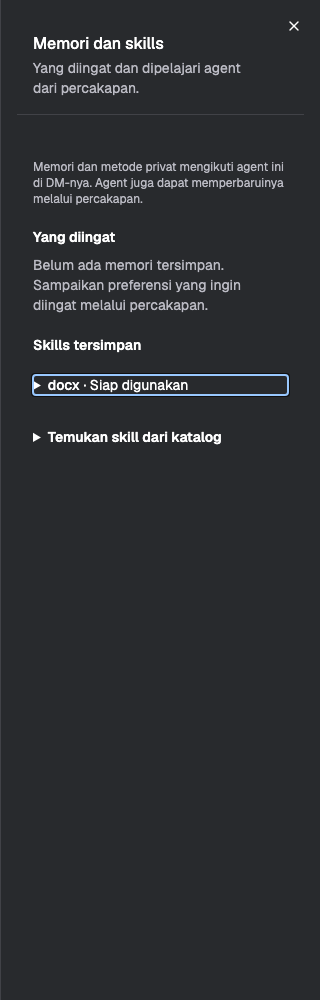 Memori dan skills
Yang diingat dan dipelajari agent
dari percakapan.
Memori dan metode privat mengikuti agent ini
di DM-nya. Agent juga dapat memperbaruinya
melalui percakapan.
Yang diingat
Belum ada memori tersimpan.
Sampaikan preferensi yang ingin
diingat melalui percakapan.
Skills tersimpan
docx · Siap digunakan
Temukan skill dari katalog